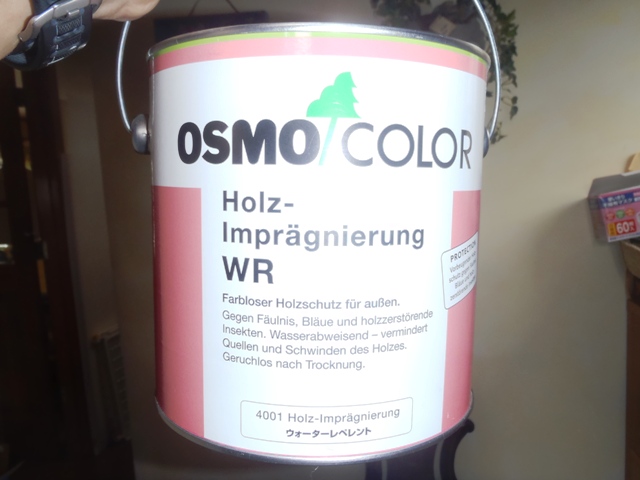 OSMO COLOR
Holz-
Imprägnierung
WR
Farbloser Holzschutz für außen.
Gegen Fäulnis, Bläue und holzzerstörende
Insekten. Wasserabweisend – vermindert
Quellen und Schwinden des Holzes.
Geruchlos nach Trocknung.
PROTECTION
4001 Holz-Imprägnierung
ウォーターレペレント
60